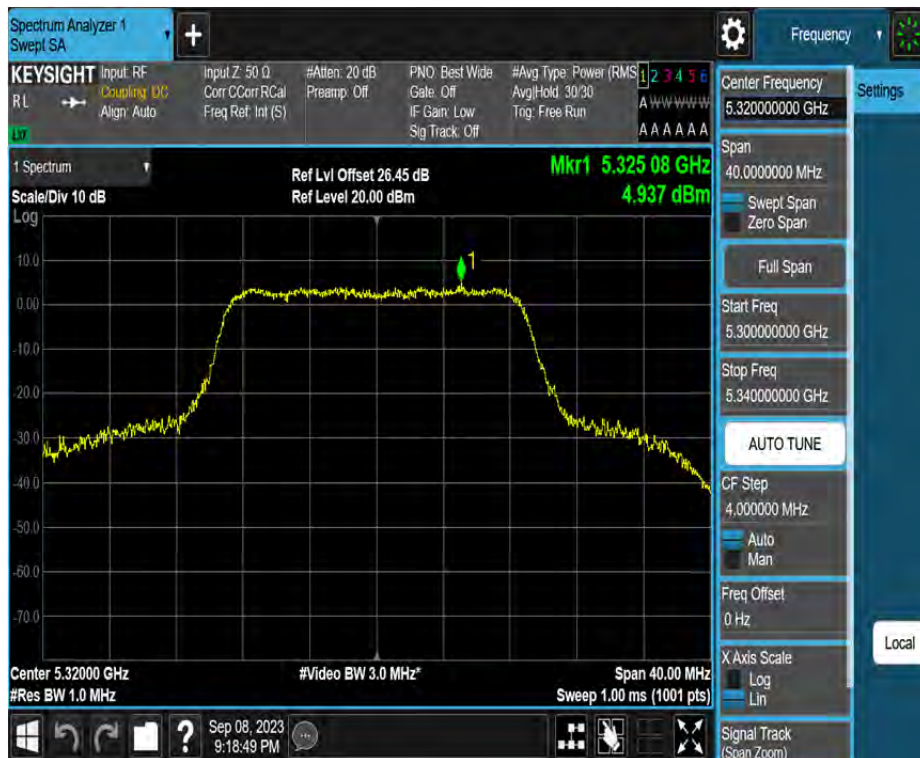 Spectrum Analyzer 1
Swept SA
+
Frequency
KEYSIGHT
RL
LXI
Input: RF
Coupling: DC
Align: Auto
Input Z: 50 Ω
Corr CCorr RCal
Freq Ref: Int (S)
#Atten: 20 dB
Preamp: Off
PNO: Best Wide
Gate: Off
IF Gain: Low
Sig Track: Off
#Avg Type: Power (RMS
Avg|Hold: 30/30
Trig: Free Run
1 2 3 4 5 6
A W W W W W
A A A A A A
1 Spectrum
Scale/Div 10 dB
Ref Lvl Offset 26.45 dB
Ref Level 20.00 dBm
Mkr1 5.325 08 GHz
4.937 dBm
Log
1
10.0
0.00
-10.0
-20.0
-30.0
-40.0
-50.0
-60.0
-70.0
Center 5.32000 GHz
#Res BW 1.0 MHz
#Video BW 3.0 MHz*
Span 40.00 MHz
Sweep 1.00 ms (1001 pts)
?
Sep 08, 2023
9:18:49 PM
Center Frequency
5.320000000 GHz
Span
40.0000000 MHz
Swept Span
Zero Span
Full Span
Start Freq
5.300000000 GHz
Stop Freq
5.340000000 GHz
AUTO TUNE
CF Step
4.000000 MHz
Auto
Man
Freq Offset
0 Hz
X Axis Scale
Log
Lin
Signal Track
(Span Zoom)
Settings
Local